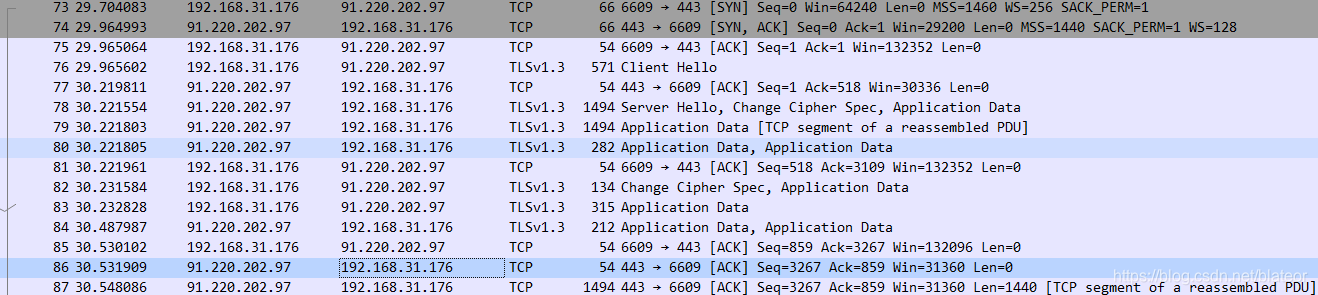 73 29.704083 192.168.31.176 91.220.202.97 TCP 66 6609 → 443 [SYN] Seq=0 Win=64240 Len=0 MSS=1460 WS=256 SACK_PERM=1
74 29.964993 91.220.202.97 192.168.31.176 TCP 66 443 → 6609 [SYN, ACK] Seq=0 Ack=1 Win=29200 Len=0 MSS=1440 SACK_PERM=1 WS=128
75 29.965064 192.168.31.176 91.220.202.97 TCP 54 6609 → 443 [ACK] Seq=1 Ack=1 Win=132352 Len=0
76 29.965602 192.168.31.176 91.220.202.97 TLSv1.3 571 Client Hello
77 30.219811 91.220.202.97 192.168.31.176 TCP 54 443 → 6609 [ACK] Seq=1 Ack=518 Win=30336 Len=0
78 30.221554 91.220.202.97 192.168.31.176 TLSv1.3 1494 Server Hello, Change Cipher Spec, Application Data
79 30.221803 91.220.202.97 192.168.31.176 TLSv1.3 1494 Application Data [TCP segment of a reassembled PDU]
80 30.221805 91.220.202.97 192.168.31.176 TLSv1.3 282 Application Data, Application Data
81 30.221961 192.168.31.176 91.220.202.97 TCP 54 6609 → 443 [ACK] Seq=518 Ack=3109 Win=132352 Len=0
82 30.231584 192.168.31.176 91.220.202.97 TLSv1.3 134 Change Cipher Spec, Application Data
83 30.232828 192.168.31.176 91.220.202.97 TLSv1.3 315 Application Data
84 30.487987 91.220.202.97 192.168.31.176 TLSv1.3 212 Application Data, Application Data
85 30.530102 192.168.31.176 91.220.202.97 TCP 54 6609 → 443 [ACK] Seq=859 Ack=3267 Win=132096 Len=0
86 30.531909 91.220.202.97 192.168.31.176 TCP 54 443 → 6609 [ACK] Seq=3267 Ack=859 Win=31360 Len=0
https://blog.csdn.net/blateor
87 30.548086 91.220.202.97 192.168.31.176 TCP 1494 443 → 6609 [ACK] Seq=3267 Ack=859 Win=31360 Len=1440 [TCP segment of a reassembled PDU]